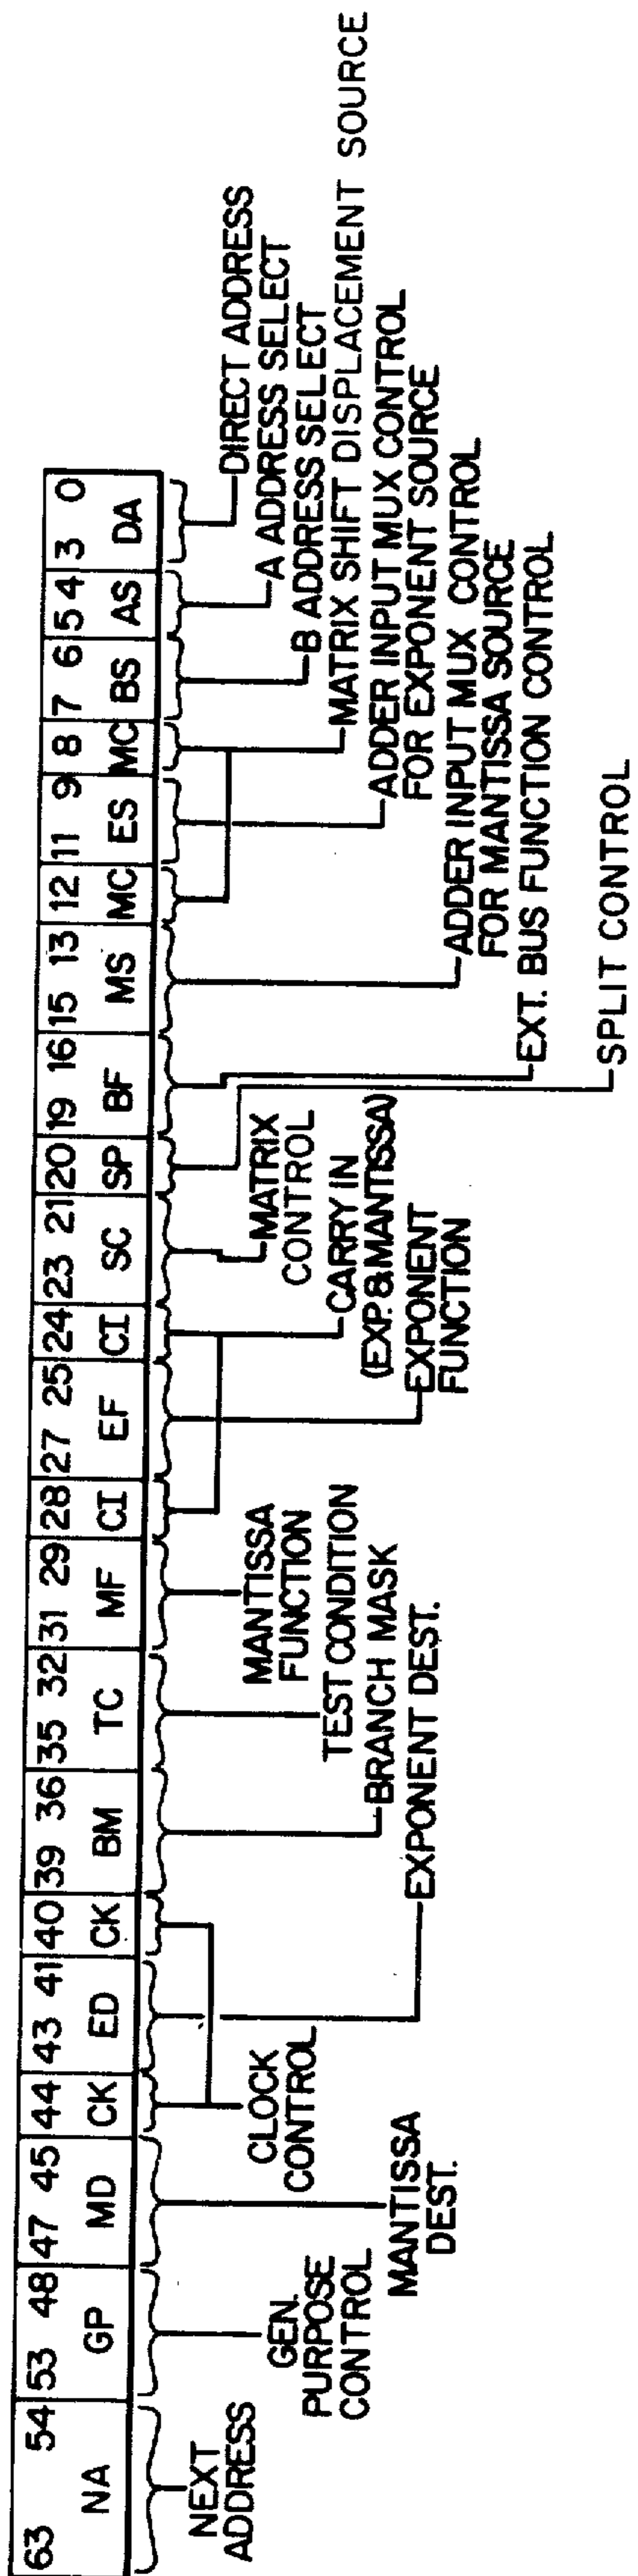 63 54 53 48 47 45 44 43 41 40 39 36 35 32 31 29 28 27 25 24 23 21 20 19 16 15 13 12 11 9 8 7 6 5 4 3 0
NA GP MD CK ED CK BM TC MF CI EF CI SC SP BF MS MC ES MC BS AS DA
NEXT
ADDRESS
GEN.
PURPOSE
CONTROL
MANTISSA
DEST.
CLOCK
CONTROL
EXPONENT DEST.
BRANCH MASK
TEST CONDITION
MANTISSA
FUNCTION
EXPONENT
FUNCTION
CARRY IN
(EXP. & MANTISSA)
MATRIX
CONTROL
SPLIT CONTROL
EXT. BUS FUNCTION CONTROL
ADDER INPUT MUX CONTROL
FOR MANTISSA SOURCE
ADDER INPUT MUX CONTROL
FOR EXPONENT SOURCE
MATRIX SHIFT DISPLACEMENT SOURCE
B ADDRESS SELECT
A ADDRESS SELECT
DIRECT ADDRESS